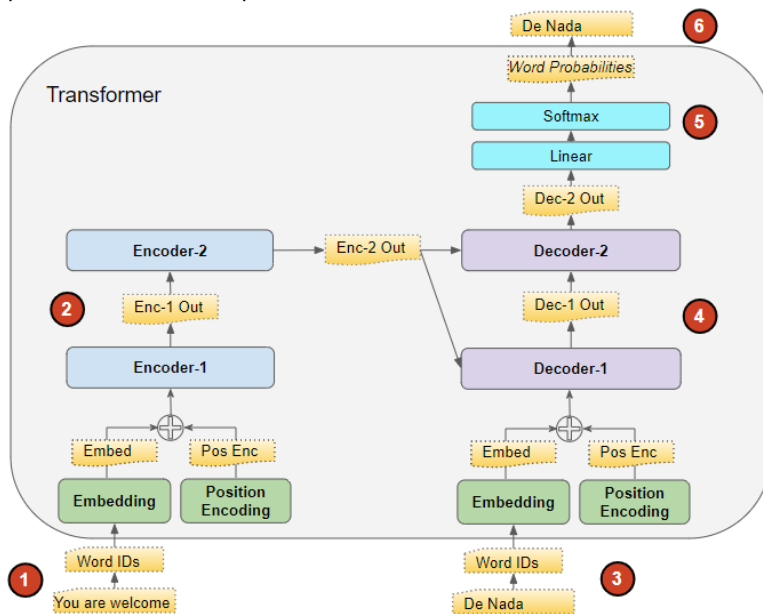 De Nada
6
Word Probabilities
Transformer
Softmax
5
Linear
Dec-2 Out
Encoder-2
Enc-2 Out
Decoder-2
2
Enc-1 Out
Dec-1 Out
4
Encoder-1
Decoder-1
Embed
Pos Enc
Embed
Pos Enc
Embedding
Position
Encoding
Embedding
Position
Encoding
1
Word IDs
Word IDs
3
You are welcome
De Nada